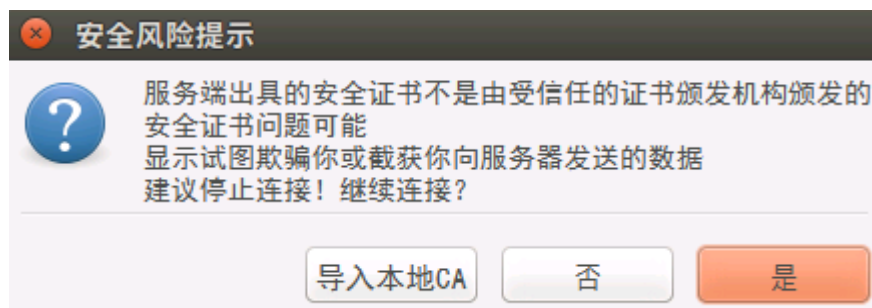 安全风险提示
服务端出具的安全证书不是由受信任的证书颁发机构颁发的
安全证书问题可能
显示试图欺骗你或截获你向服务器发送的数据
建议停止连接！继续连接？
导入本地CA 否 是